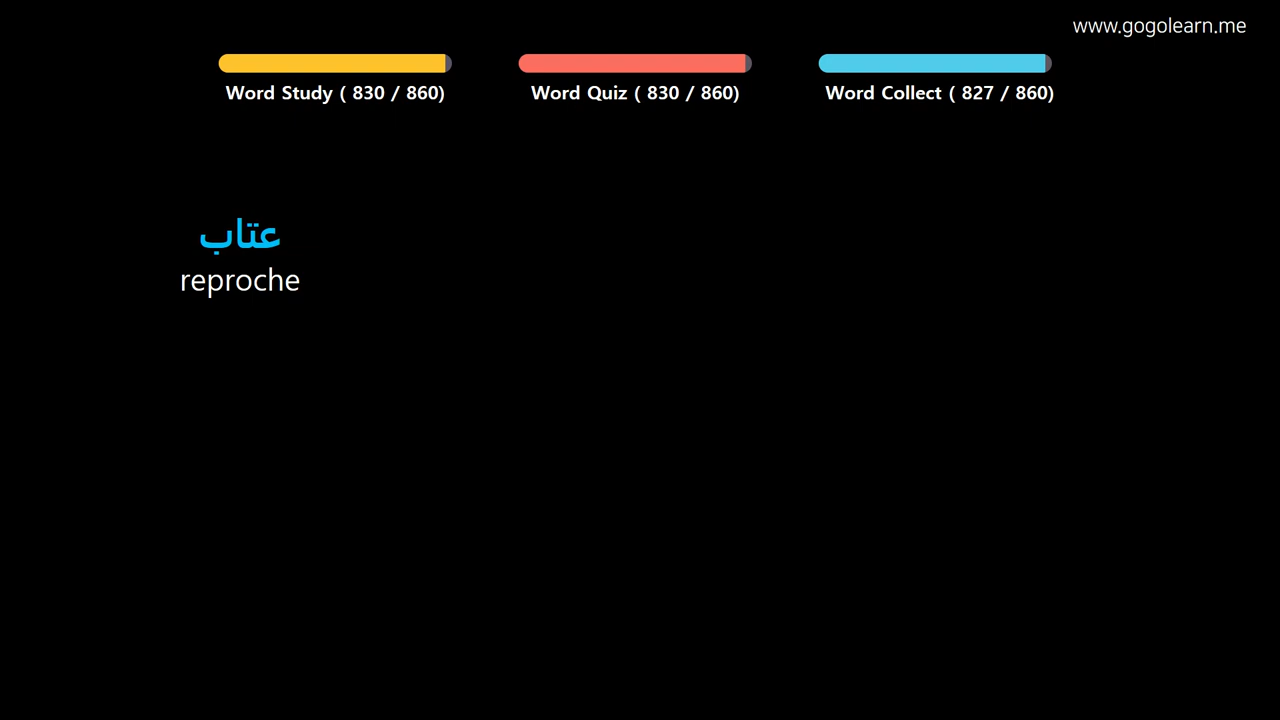 www.gogolearn.me
Word Study ( 830 / 860)
Word Quiz ( 830 / 860)
Word Collect ( 827 / 860)
عتاب
reproche